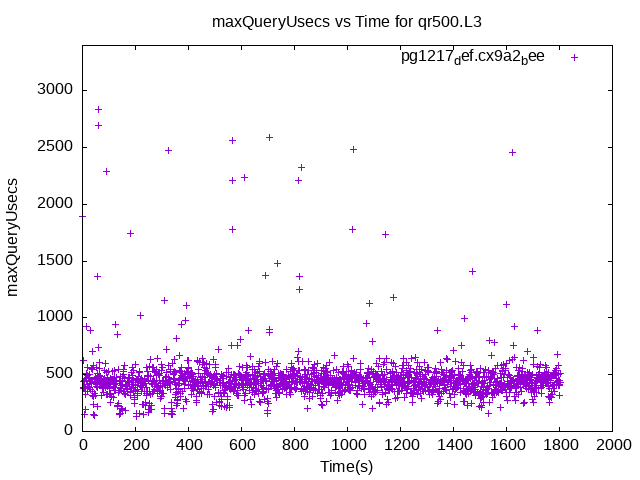 maxQueryUsecs vs Time for qr500.L3
pg1217def.cx9a2bee
maxQueryUsecs
3000
2500
2000
1500
1000
500
0
0 200 400 600 800 1000 1200 1400 1600 1800 2000
Time(s)